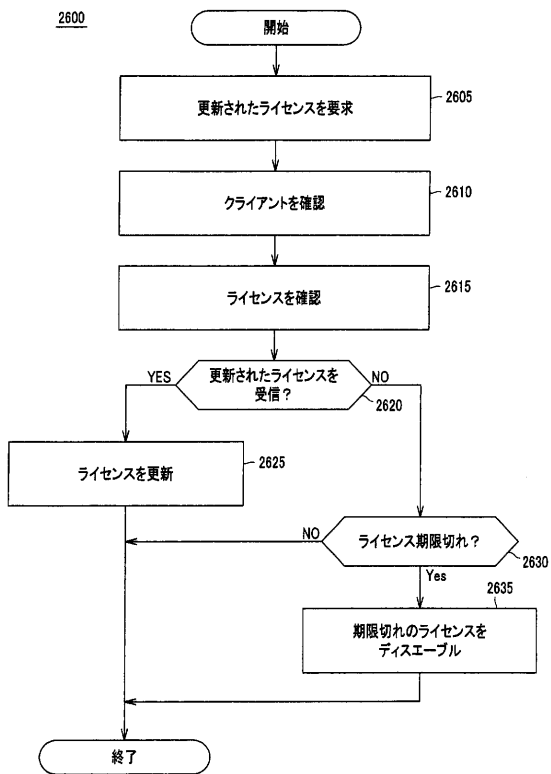 2600
開始
更新されたライセンスを要求
2605
クライアントを確認
2610
ライセンスを確認
2615
更新されたライセンスを
受信?
YES
NO
2620
ライセンスを更新
2625
ライセンス期限切れ?
NO
2630
Yes
2635
期限切れのライセンスを
ディスエーブル
終了